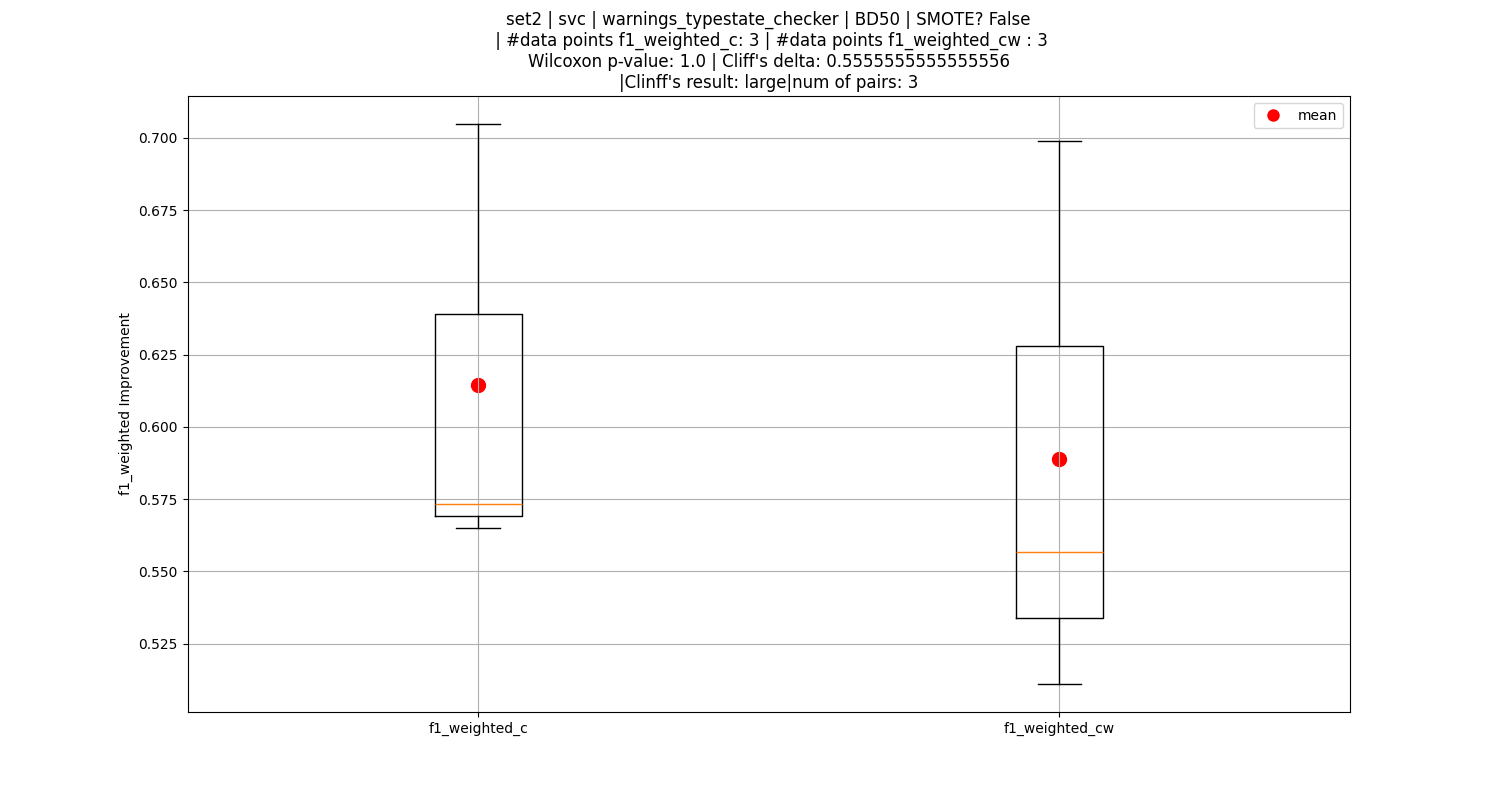 set2 | svc | warnings_typestate_checker | BD50 | SMOTE? False
| #data points f1_weighted_c: 3 | #data points f1_weighted_cw : 3
Wilcoxon p-value: 1.0 | Cliff's delta: 0.5555555555555556
|Clinff's result: large|num of pairs: 3
mean
0.700
0.675
0.650
0.625
0.600
0.575
0.550
0.525
f1_weighted Improvement
f1_weighted_c
f1_weighted_cw